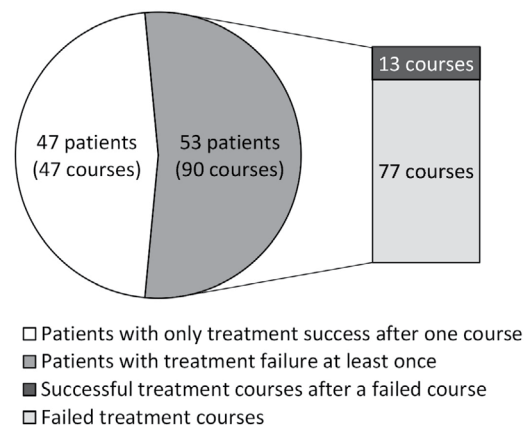 47 patients
(47 courses)
53 patients
(90 courses)
13 courses
77 courses
Patients with only treatment success after one course
Patients with treatment failure at least once
Successful treatment courses after a failed course
Failed treatment courses